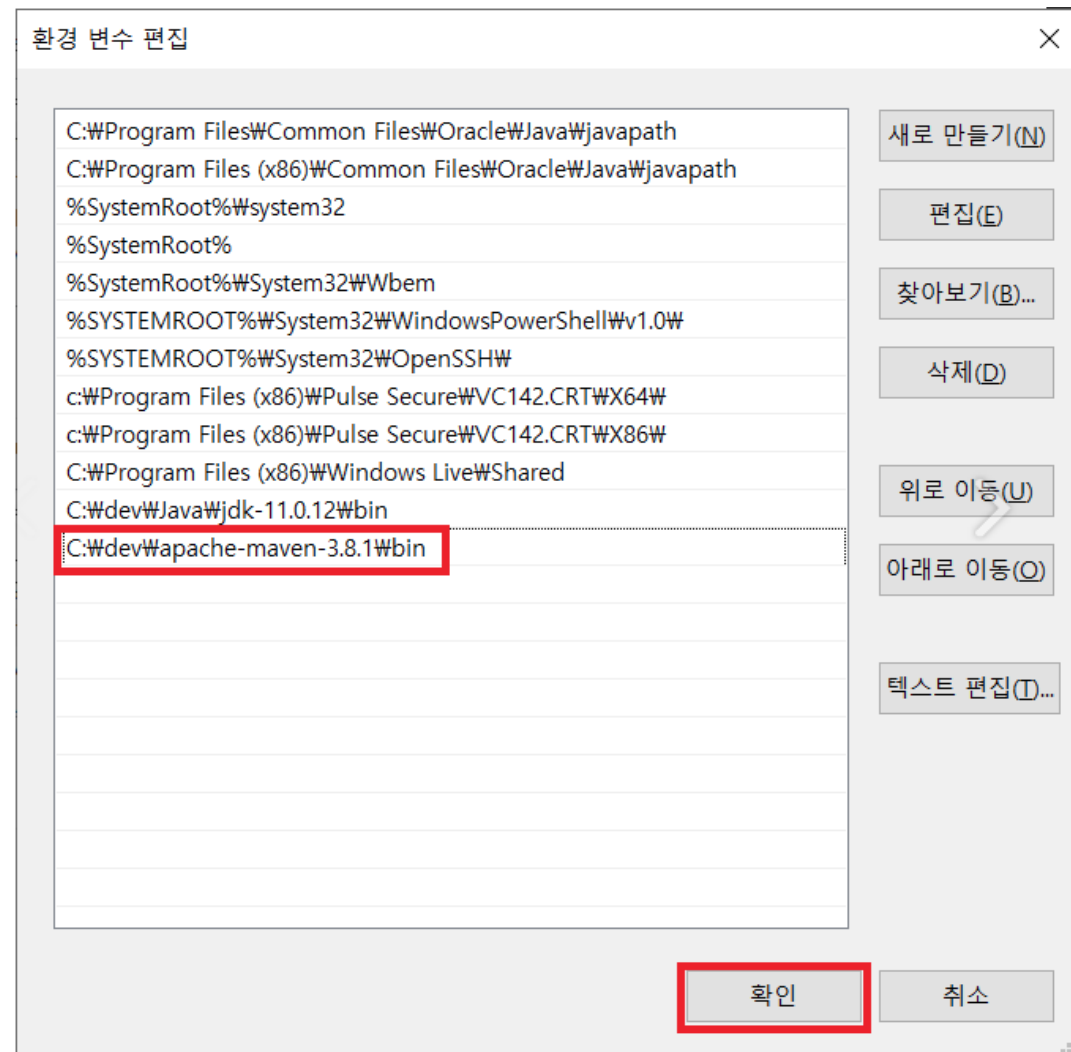 환경 변수 편집
C:₩Program Files₩Common Files₩Oracle₩Java₩javapath
C:₩Program Files (x86)₩Common Files₩Oracle₩Java₩javapath
%SystemRoot%₩system32
%SystemRoot%
%SystemRoot%₩System32₩Wbem
%SYSTEMROOT%₩System32₩WindowsPowerShell₩v1.0₩
%SYSTEMROOT%₩System32₩OpenSSH₩
c:₩Program Files (x86)₩Pulse Secure₩VC142.CRT₩X64₩
c:₩Program Files (x86)₩Pulse Secure₩VC142.CRT₩X86₩
C:₩Program Files (x86)₩Windows Live₩Shared
C:₩dev₩Java₩jdk-11.0.12₩bin
C:₩dev₩apache-maven-3.8.1₩bin
새로 만들기(N)
편집(E)
찾아보기(B)...
삭제(D)
위로 이동(U)
아래로 이동(O)
텍스트 편집(T)...
확인
취소